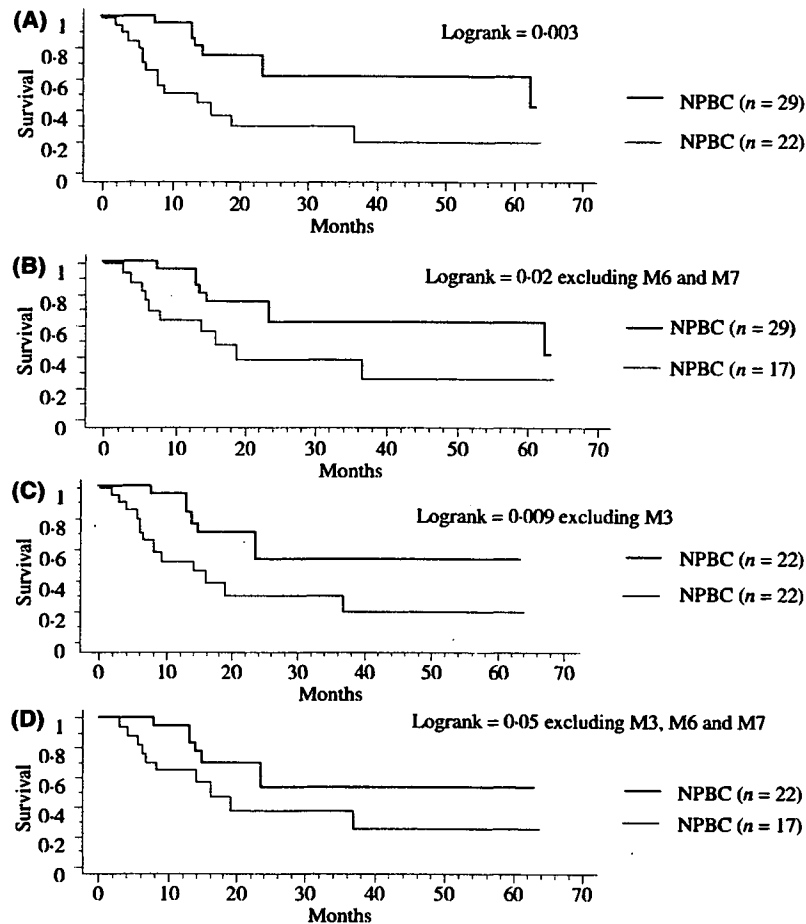 (A)
Logrank = 0·003
1
0·8
0·6
0·4
0·2
0
Survival
NPBC (n = 29)
NPBC (n = 22)
0 10 20 30 40 50 60 70
Months
(B)
Logrank = 0·02 excluding M6 and M7
1
0·8
0·6
0·4
0·2
0
Survival
NPBC (n = 29)
NPBC (n = 17)
0 10 20 30 40 50 60 70
Months
(C)
Logrank = 0·009 excluding M3
1
0·8
0·6
0·4
0·2
0
Survival
NPBC (n = 22)
NPBC (n = 22)
0 10 20 30 40 50 60 70
Months
(D)
Logrank = 0·05 excluding M3, M6 and M7
1
0·8
0·6
0·4
0·2
0
Survival
NPBC (n = 22)
NPBC (n = 17)
0 10 20 30 40 50 60 70
Months